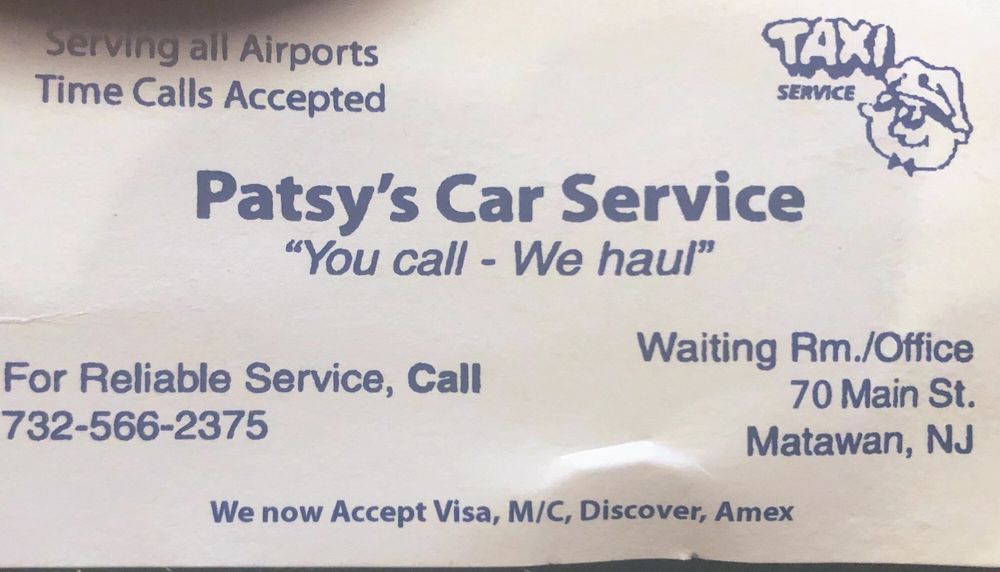 Serving all Airports
Time Calls Accepted
TAXI
SERVICE
Patsy's Car Service
"You call - We haul"
For Reliable Service, Call
732-566-2375
Waiting Rm./Office
70 Main St.
Matawan, NJ
We now Accept Visa, M/C, Discover, Amex